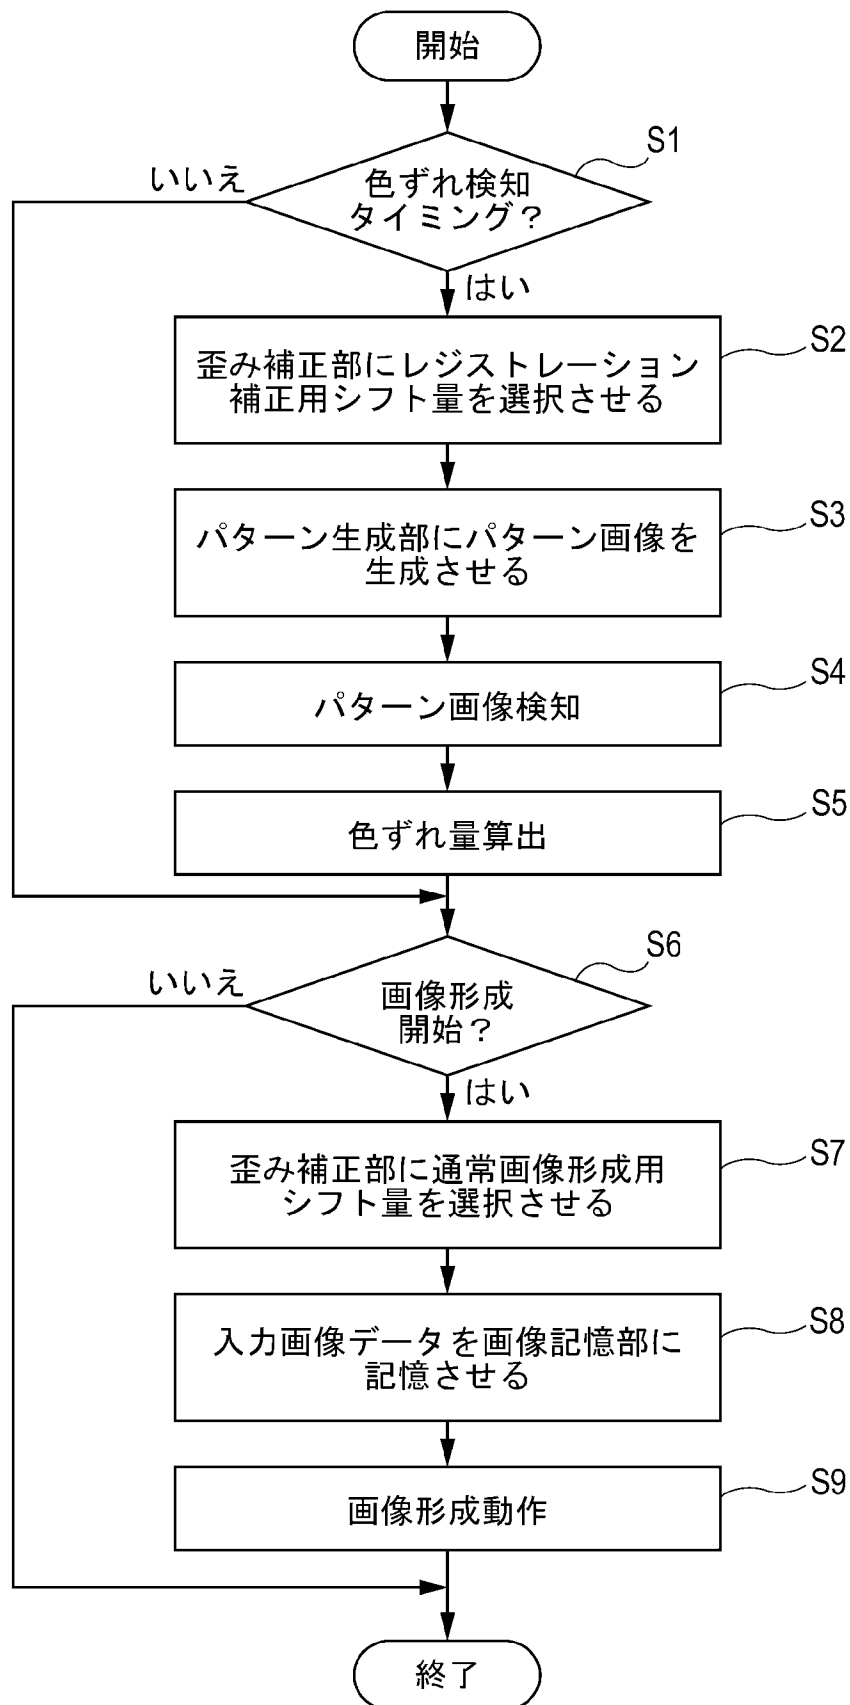 開始
S1
いいえ
色ずれ検知
タイミング？
はい
S2
歪み補正部にレジストレーション
補正用シフト量を選択させる
S3
パターン生成部にパターン画像を
生成させる
S4
パターン画像検知
S5
色ずれ量算出
S6
いいえ
画像形成
開始？
はい
S7
歪み補正部に通常画像形成用
シフト量を選択させる
S8
入力画像データを画像記憶部に
記憶させる
S9
画像形成動作
終了